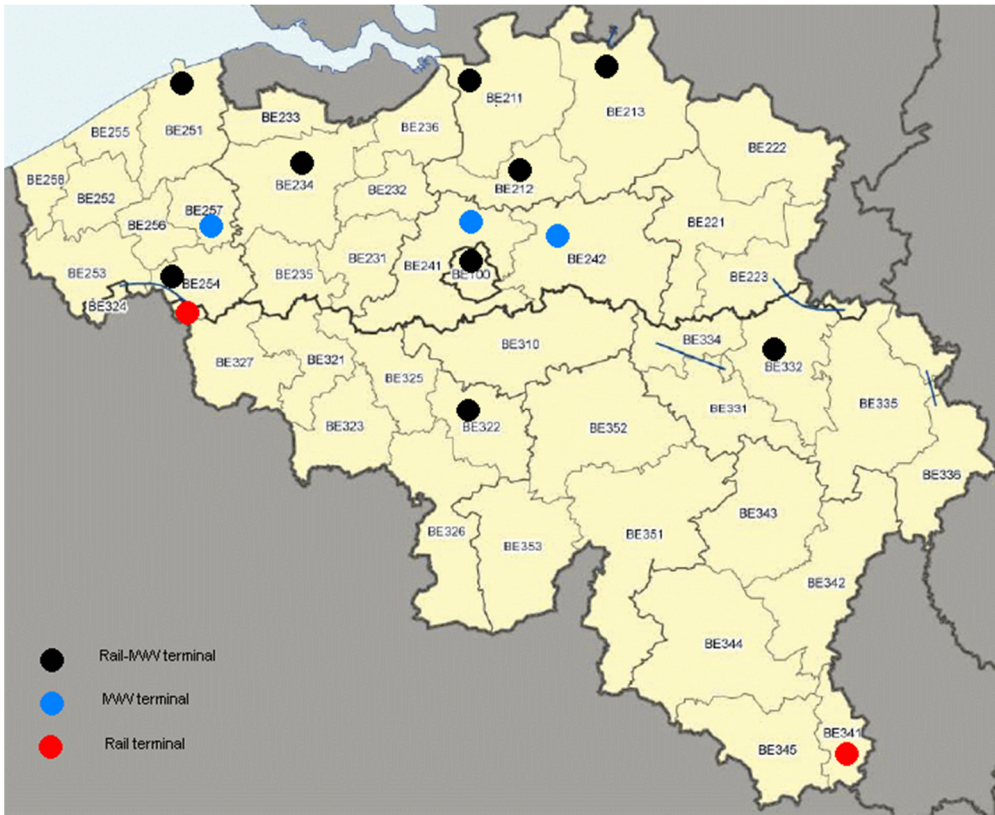 BE211
BE213
BE233
BE236
BE255
BE251
BE222
BE258
BE234
BE232
BE212
BE252
BE257
BE256
BE221
BE231
BE241
BE242
BE253
BE254
BE235
BE100
BE223
BE324
BE334
BE310
BE327
BE321
BE332
BE325
BE331
BE335
BE323
BE322
BE352
BE336
BE343
BE326
BE351
BE353
BE342
BE344
Rail-IWW terminal
IWW terminal
BE341
Rail terminal
BE345